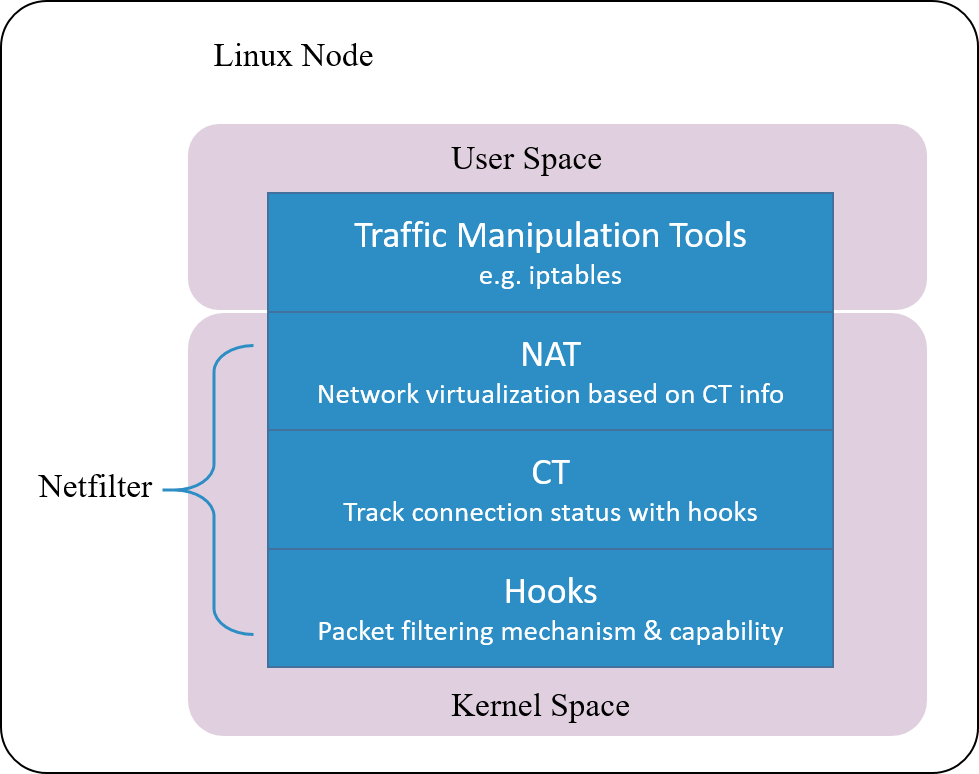 Linux Node
User Space
Traffic Manipulation Tools
e.g. iptables
NAT
Network virtualization based on CT info
CT
Track connection status with hooks
Netfilter
Hooks
Packet filtering mechanism & capability
Kernel Space